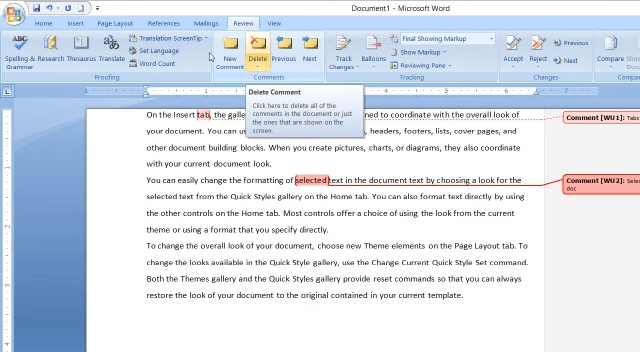 Document1 - Microsoft Word
Home Insert Page Layout References Mailings Review View
Spelling & Grammar
Research
Thesaurus
Translate
Translation ScreenTip
Set Language
Word Count
Proofing
New Comment
Delete
Previous
Next
Comments
Track Changes
Balloons
Final Showing Markup
Show Markup
Reviewing Pane
Tracking
Accept
Reject
Previous
Next
Changes
Compare
Delete Comment
Click here to delete all of the
comments in the document or just
the ones that are shown on the
screen.
On the Insert tab, the galle ned to coordinate with the overall look of
your document. You can us , headers, footers, lists, cover pages, and
other document building blocks. When you create pictures, charts, or diagrams, they also coordinate
with your current document look.
You can easily change the formatting of selected text in the document text by choosing a look for the
selected text from the Quick Styles gallery on the Home tab. You can also format text directly by using
the other controls on the Home tab. Most controls offer a choice of using the look from the current
theme or using a format that you specify directly.
To change the overall look of your document, choose new Theme elements on the Page Layout tab. To
change the looks available in the Quick Style gallery, use the Change Current Quick Style Set command.
Both the Themes gallery and the Quick Styles gallery provide reset commands so that you can always
restore the look of your document to the original contained in your current template.
Comment [WU1]: Tabs
Comment [WU2]: Selec
doc